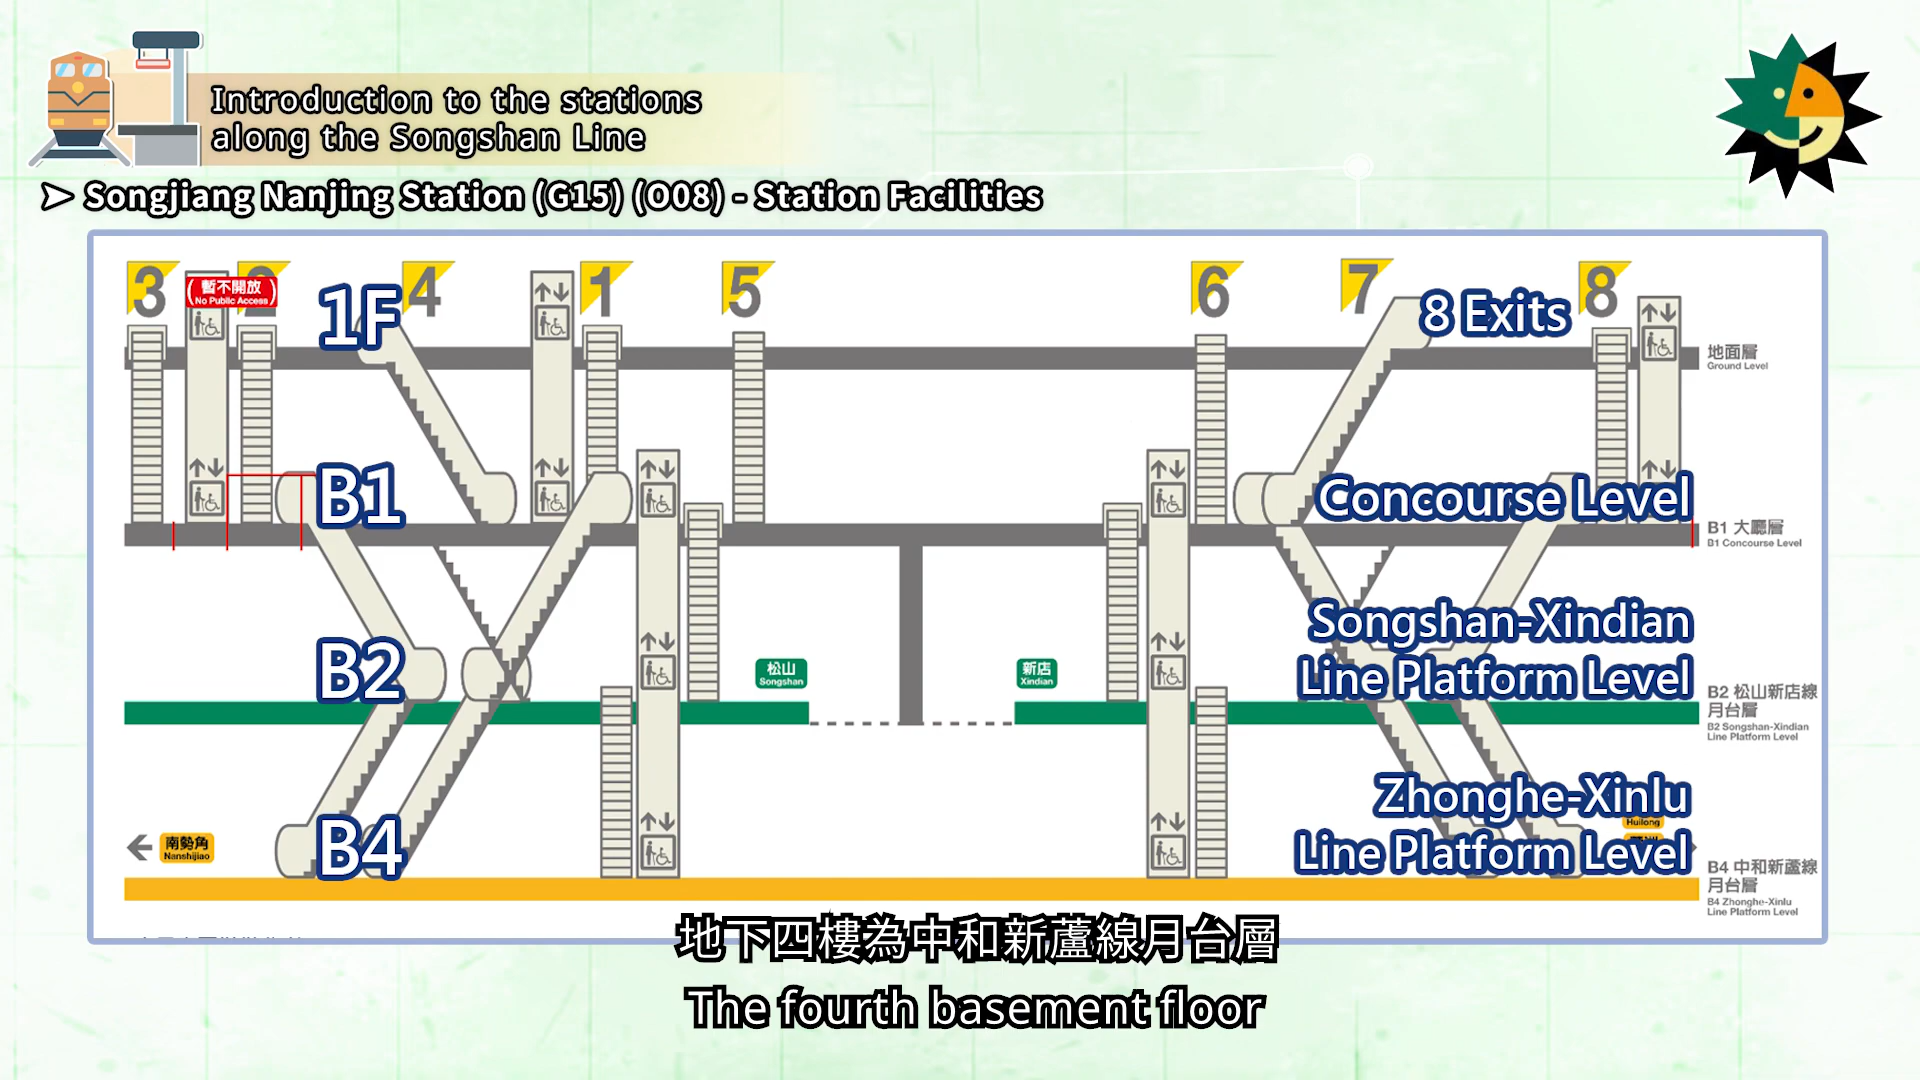 Introduction to the stations
along the Songshan Line
➤ Songjiang Nanjing Station (G15) (O08) - Station Facilities
3
暫不開放
No Public Access
2
1F
4
1
5
6
7
8 Exits
8
地面層
Ground Level
B1
Concourse Level
B1 大廳層
B1 Concourse Level
B2
松山
Songshan
新店
Xindian
Songshan-Xindian
Line Platform Level
B2 松山新店線
月台層
B2 Songshan-Xindian
Line Platform Level
南勢角
Nanshijiao
B4
Zhonghe-Xinlu
Line Platform Level
Huilong
B4 中和新蘆線
月台層
B4 Zhonghe-Xinlu
Line Platform Level
地下四樓為中和新蘆線月台層
The fourth basement floor